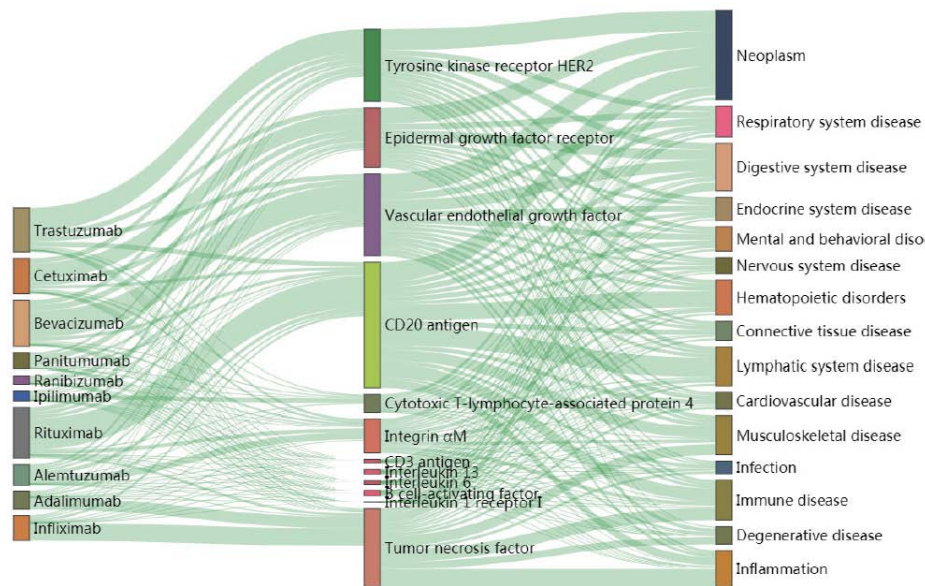 Trastuzumab
Cetuximab
Bevacizumab
Panitumumab
Ranibizumab
Ipilimumab
Rituximab
Alemtuzumab
Adalimumab
Infliximab
Tyrosine kinase receptor HER2
Epidermal growth factor receptor
Vascular endothelial growth factor
CD20 antigen
Cytotoxic T-lymphocyte-associated protein 4
Integrin αM
CD3 antigen
Interleukin 13
Interleukin 6
B cell-activating factor
Interleukin 1 receptor I
Tumor necrosis factor
Neoplasm
Respiratory system disease
Digestive system disease
Endocrine system disease
Mental and behavioral diso
Nervous system disease
Hematopoietic disorders
Connective tissue disease
Lymphatic system disease
Cardiovascular disease
Musculoskeletal disease
Infection
Immune disease
Degenerative disease
Inflammation